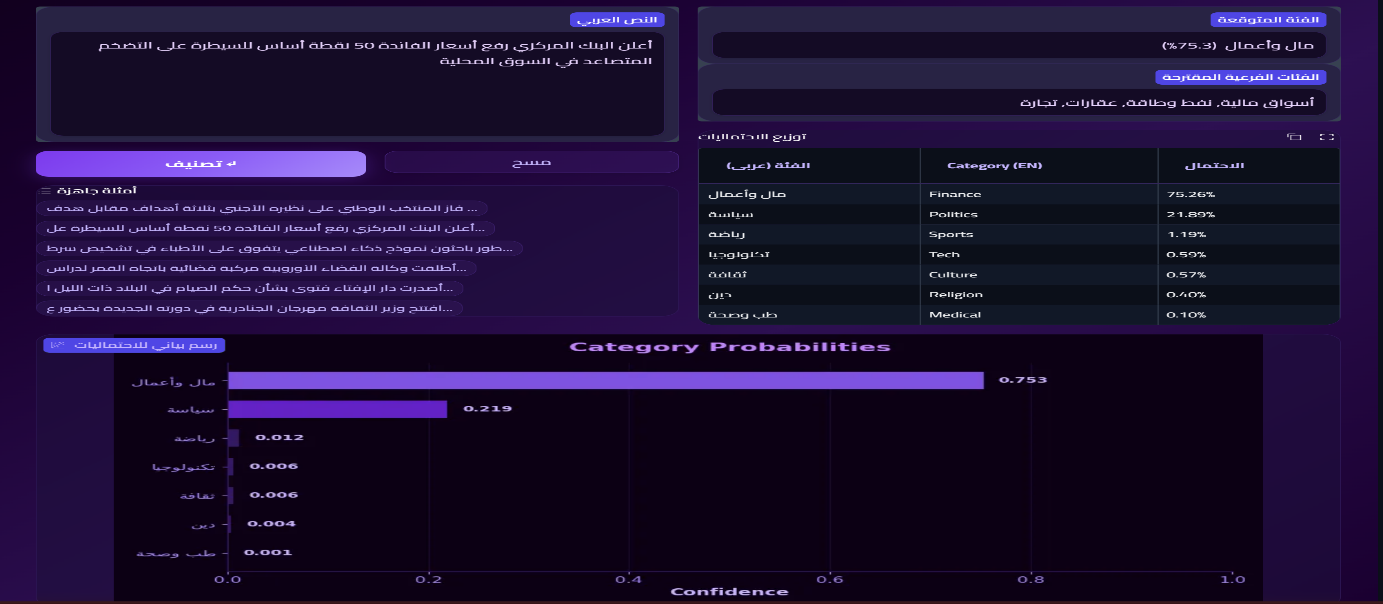 النص العربي
أعلن البنك المركزي رفع أسعار الفائدة 50 نقطة أساس للسيطرة على التضخم
المتصاعد في السوق المحلية
تصنيف ↵
مسح
أمثلة جاهزة
فاز المنتخب الوطني على نظيره الأجنبي بثلاثة أهداف مقابل هدف ...
أعلن البنك المركزي رفع أسعار الفائدة 50 نقطة أساس للسيطرة عل...
طور باحثون نموذج ذكاء اصطناعي يتفوق على الأطباء في تشخيص سرط...
أطلقت وكالة الفضاء الأوروبية مركبة فضائية باتجاه القمر لدراس...
أصدرت دار الإفتاء فتوى بشأن حكم الصيام في البلاد ذات الليل ا...
افتتح وزير الثقافة مهرجان الجنادرية في دورته الجديدة بحضور ع...
الفئة المتوقعة
مال وأعمال (75.3%)
الفئات الفرعية المقترحة
أسواق مالية, نفط وطاقة, عقارات, تجارة
توزيع الاحتماليات
الفئة (عربي) Category (EN) الاحتمال
مال وأعمال Finance 75.26%
سياسة Politics 21.89%
رياضة Sports 1.19%
تكنولوجيا Tech 0.59%
ثقافة Culture 0.57%
دين Religion 0.40%
طب وصحة Medical 0.10%
رسم بياني للاحتماليات
Category Probabilities
مال وأعمال 0.753
سياسة 0.219
رياضة 0.012
تكنولوجيا 0.006
ثقافة 0.006
دين 0.004
طب وصحة 0.001
0.0 0.2 0.4 0.6 0.8 1.0
Confidence